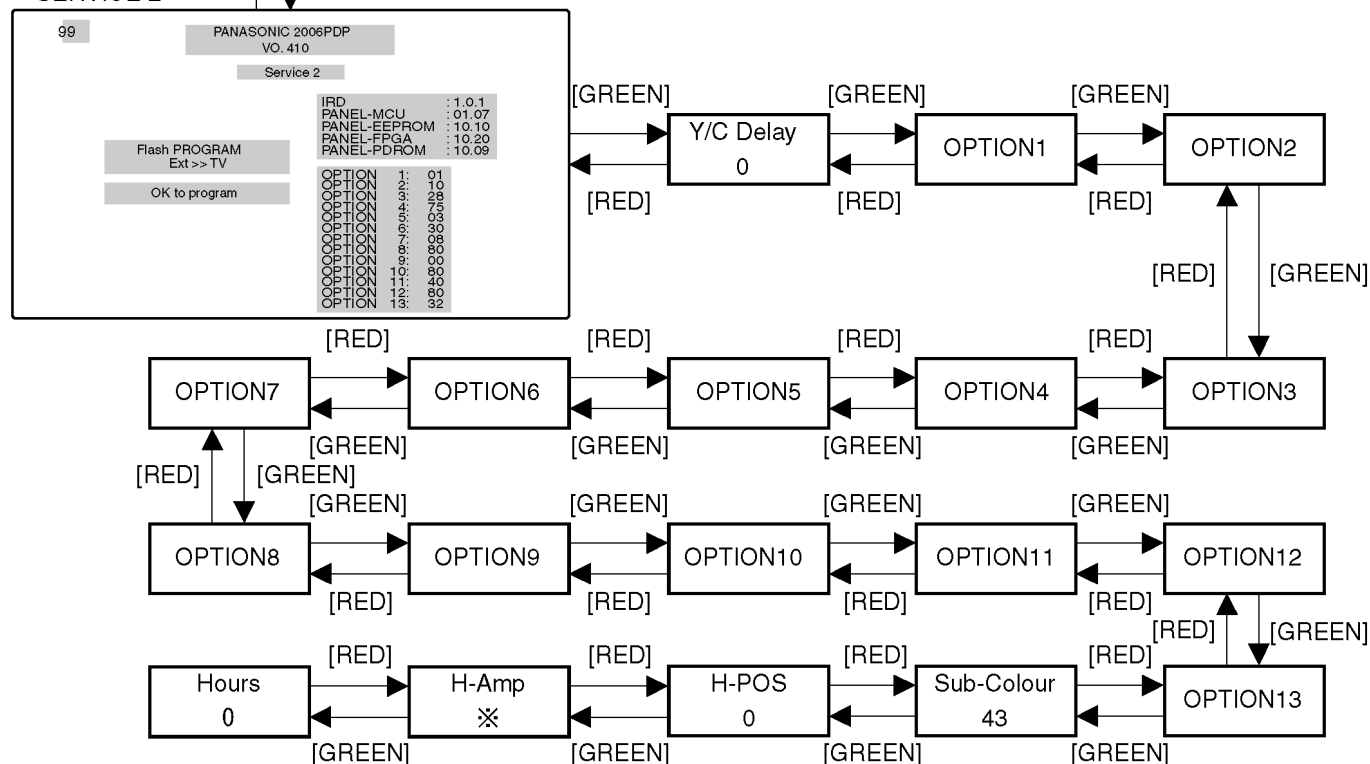 99
PANASONIC 2006PDP
VO. 410
Service 2
IRD : 1.0.1
PANEL-MCU : 01.07
PANEL-EEPROM : 10.10
PANEL-FPGA : 10.20
PANEL-PDROM : 10.09
Flash PROGRAM
Ext >> TV
OK to program
OPTION 1: 01
OPTION 2: 10
OPTION 3: 28
OPTION 4: 75
OPTION 5: 03
OPTION 6: 30
OPTION 7: 08
OPTION 8: 80
OPTION 9: 00
OPTION 10: 80
OPTION 11: 40
OPTION 12: 80
OPTION 13: 32
[GREEN] [GREEN] [GREEN]
Y/C Delay
0
OPTION1 OPTION2
[RED] [RED] [RED]
[RED] [GREEN]
[RED] [RED] [RED] [RED]
OPTION7 OPTION6 OPTION5 OPTION4 OPTION3
[GREEN] [GREEN] [GREEN] [GREEN]
[RED] [GREEN]
[GREEN] [GREEN] [GREEN] [GREEN]
OPTION8 OPTION9 OPTION10 OPTION11 OPTION12
[RED] [RED] [RED] [RED]
[RED] [GREEN]
[RED] [RED] [RED] [RED]
Hours H-Amp H-POS Sub-Colour OPTION13
0 ※ 0 43
[GREEN] [GREEN] [GREEN] [GREEN]